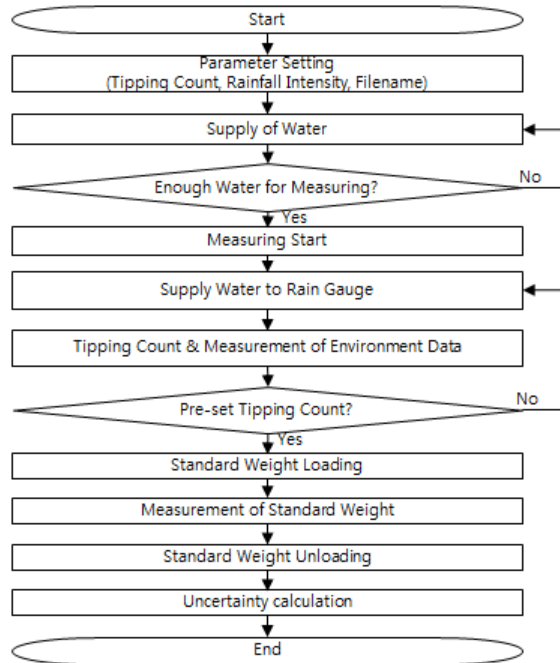 Start
Parameter Setting
(Tipping Count, Rainfall Intensity, Filename)
Supply of Water
Enough Water for Measuring?
No
Yes
Measuring Start
Supply Water to Rain Gauge
Tipping Count & Measurement of Environment Data
Pre-set Tipping Count?
No
Yes
Standard Weight Loading
Measurement of Standard Weight
Standard Weight Unloading
Uncertainty calculation
End